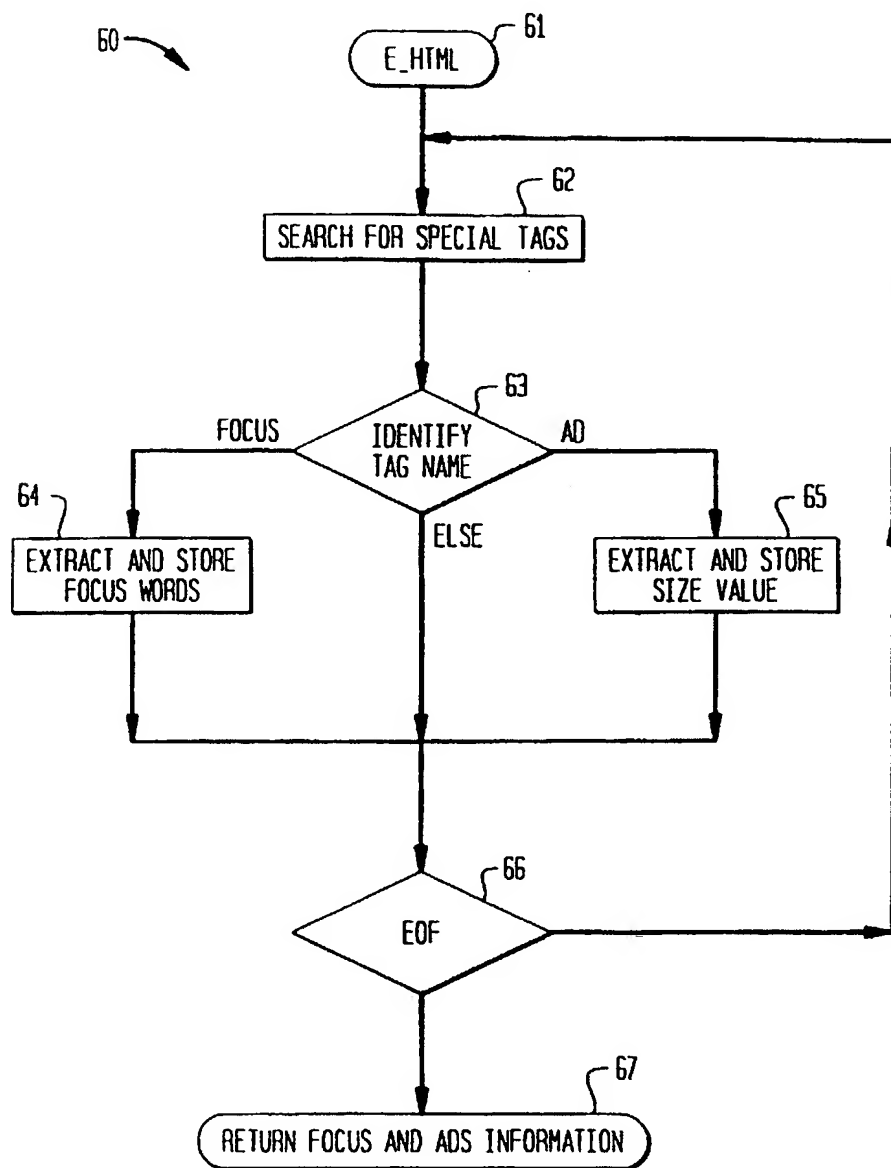 60
61
E_HTML
62
SEARCH FOR SPECIAL TAGS
63
FOCUS
IDENTIFY
TAG NAME
AD
64
ELSE
65
EXTRACT AND STORE
FOCUS WORDS
EXTRACT AND STORE
SIZE VALUE
66
EOF
67
RETURN FOCUS AND ADS INFORMATION